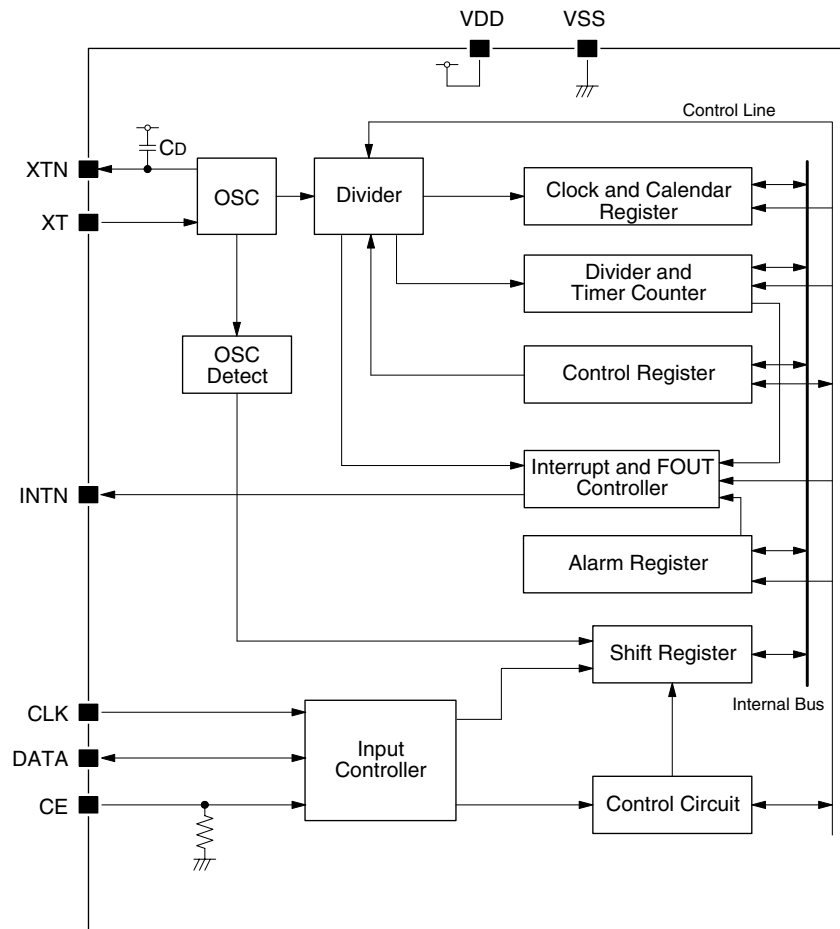 VDD
VSS
Control Line
CD
XTN
OSC
Divider
Clock and Calendar
Register
XT
Divider and
Timer Counter
OSC
Detect
Control Register
Interrupt and FOUT
Controller
INTN
Alarm Register
Shift Register
Internal Bus
CLK
Input
Controller
DATA
CE
Control Circuit